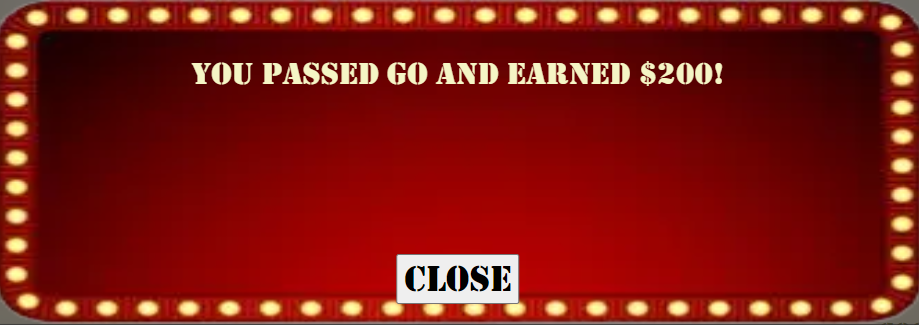 YOU PASSED GO AND EARNED $200!
CLOSE